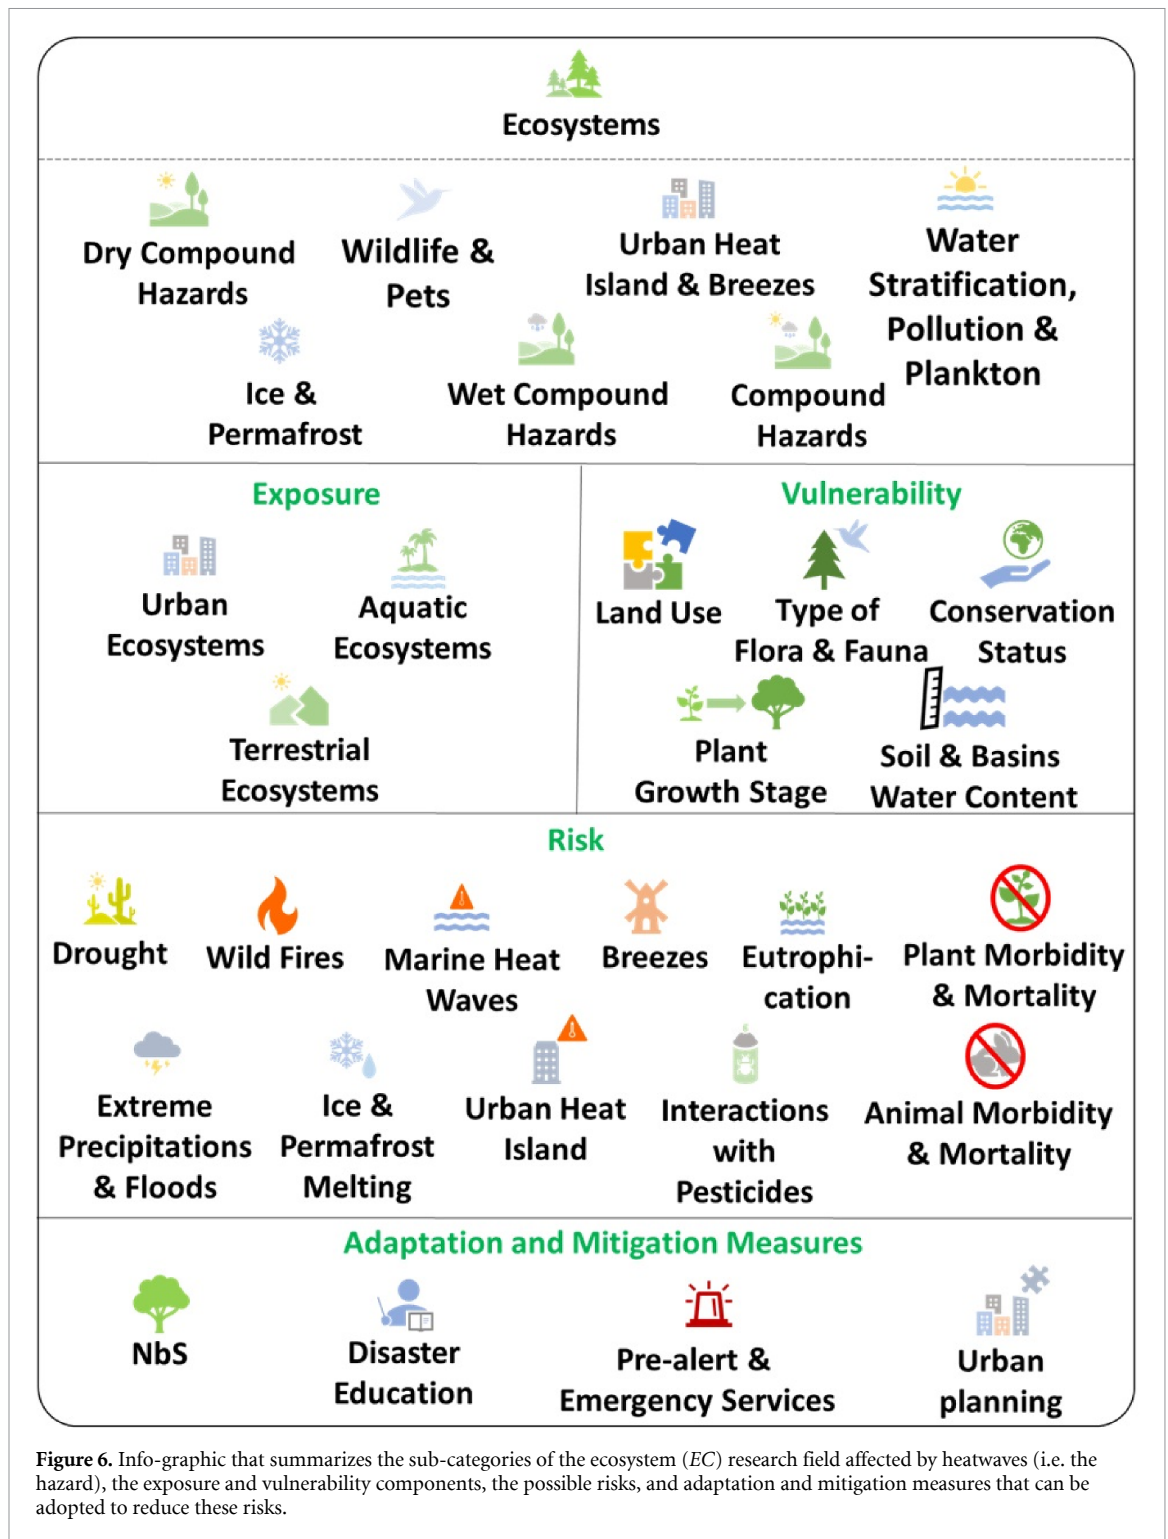 Ecosystems
Dry Compound
Hazards
Wildlife &
Pets
Urban Heat
Island & Breezes
Water
Stratification,
Pollution &
Plankton
Ice &
Permafrost
Wet Compound
Hazards
Compound
Hazards
Exposure
Urban
Ecosystems
Aquatic
Ecosystems
Terrestrial
Ecosystems
Vulnerability
Land Use
Type of
Flora & Fauna
Conservation
Status
Plant
Growth Stage
Soil & Basins
Water Content
Risk
Drought
Wild Fires
Marine Heat
Waves
Breezes
Eutrophi-
cation
Plant Morbidity
& Mortality
Extreme
Precipitations
& Floods
Ice &
Permafrost
Melting
Urban Heat
Island
Interactions
with
Pesticides
Animal Morbidity
& Mortality
Adaptation and Mitigation Measures
NbS
Disaster
Education
Pre-alert &
Emergency Services
Urban
planning
Figure 6. Info-graphic that summarizes the sub-categories of the ecosystem (EC) research field affected by heatwaves (i.e. the
hazard), the exposure and vulnerability components, the possible risks, and adaptation and mitigation measures that can be
adopted to reduce these risks.